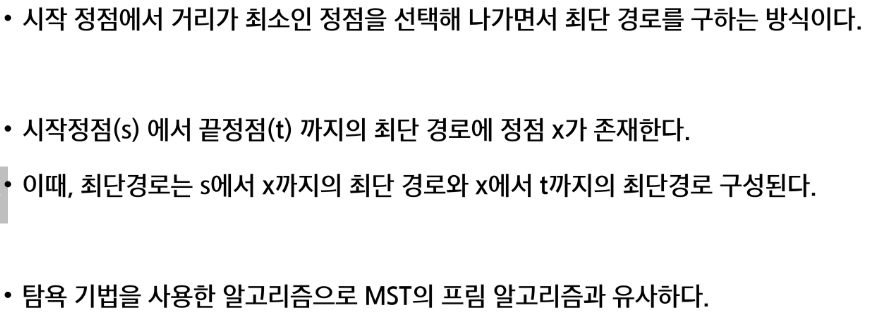 • 시작 정점에서 거리가 최소인 정점을 선택해 나가면서 최단 경로를 구하는 방식이다.
• 시작정점(s) 에서 끝정점(t) 까지의 최단 경로에 정점 x가 존재한다.
• 이때, 최단경로는 s에서 x까지의 최단 경로와 x에서 t까지의 최단경로 구성된다.
• 탐욕 기법을 사용한 알고리즘으로 MST의 프림 알고리즘과 유사하다.